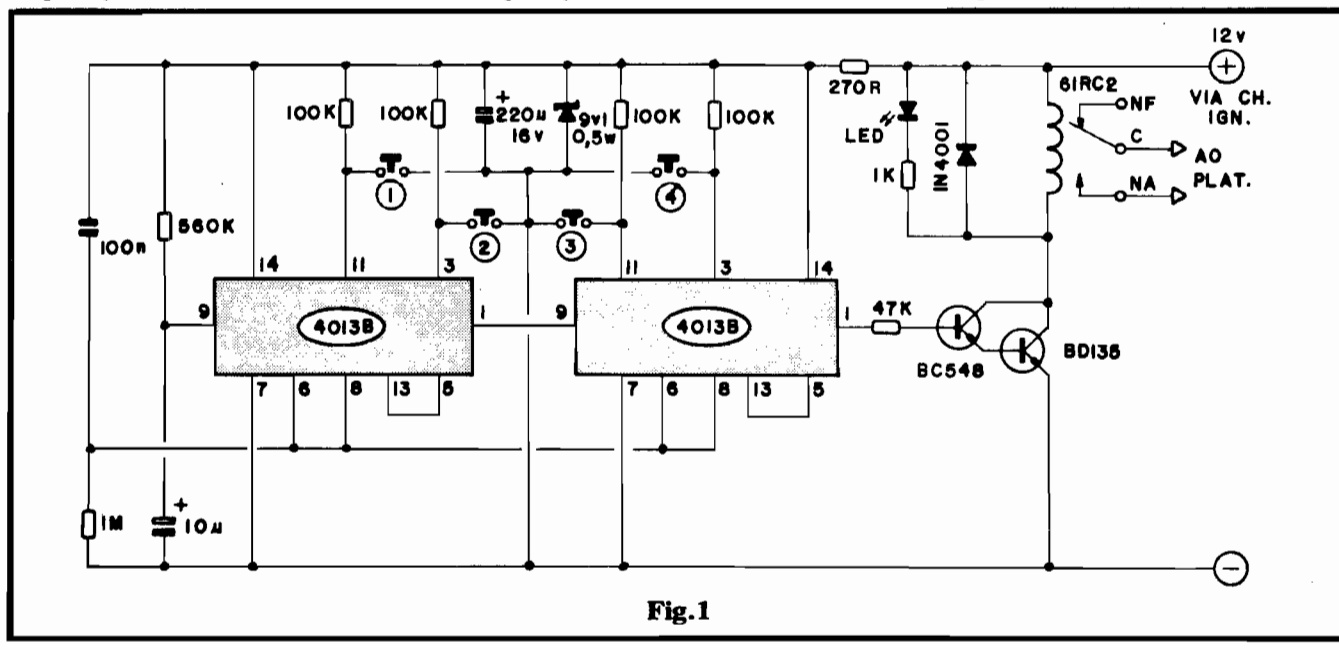 12v
61RC2
NF
VIA CH.
IGN.
C
AO
PLAT.
NA
270R
LED
1K
1N4001
100K
100K
+
220µ
16v
9v1
0,5w
100K
100K
1
4
2
3
100n
560K
14
11
3
11
3
14
9
4013B
1
9
4013B
1
47K
BC548
BD135
7
6
8
13
5
7
6
8
13
5
1M
+
10µ
Fig.1